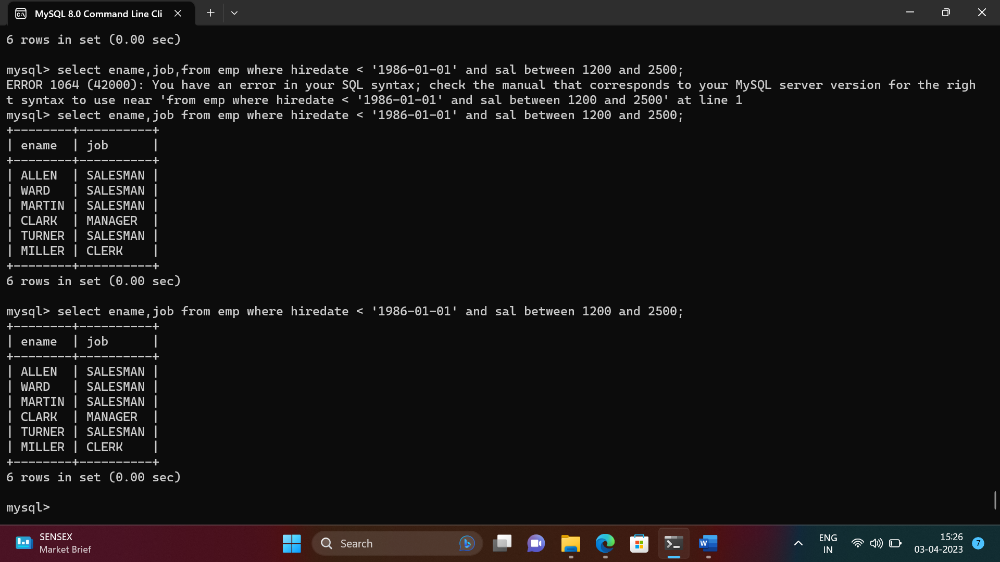 MySQL 8.0 Command Line Cli
6 rows in set (0.00 sec)
mysql> select ename,job,from emp where hiredate < '1986-01-01' and sal between 1200 and 2500;
ERROR 1064 (42000): You have an error in your SQL syntax; check the manual that corresponds to your MySQL server version for the righ
t syntax to use near 'from emp where hiredate < '1986-01-01' and sal between 1200 and 2500' at line 1
mysql> select ename,job from emp where hiredate < '1986-01-01' and sal between 1200 and 2500;
+--------+----------+
| ename  | job      |
+--------+----------+
| ALLEN  | SALESMAN |
| WARD   | SALESMAN |
| MARTIN | SALESMAN |
| CLARK  | MANAGER  |
| TURNER | SALESMAN |
| MILLER | CLERK    |
+--------+----------+
6 rows in set (0.00 sec)
mysql> select ename,job from emp where hiredate < '1986-01-01' and sal between 1200 and 2500;
+--------+----------+
| ename  | job      |
+--------+----------+
| ALLEN  | SALESMAN |
| WARD   | SALESMAN |
| MARTIN | SALESMAN |
| CLARK  | MANAGER  |
| TURNER | SALESMAN |
| MILLER | CLERK    |
+--------+----------+
6 rows in set (0.00 sec)
mysql>
SENSEX
Market Brief
Search
W
ENG
IN
15:26
03-04-2023
7